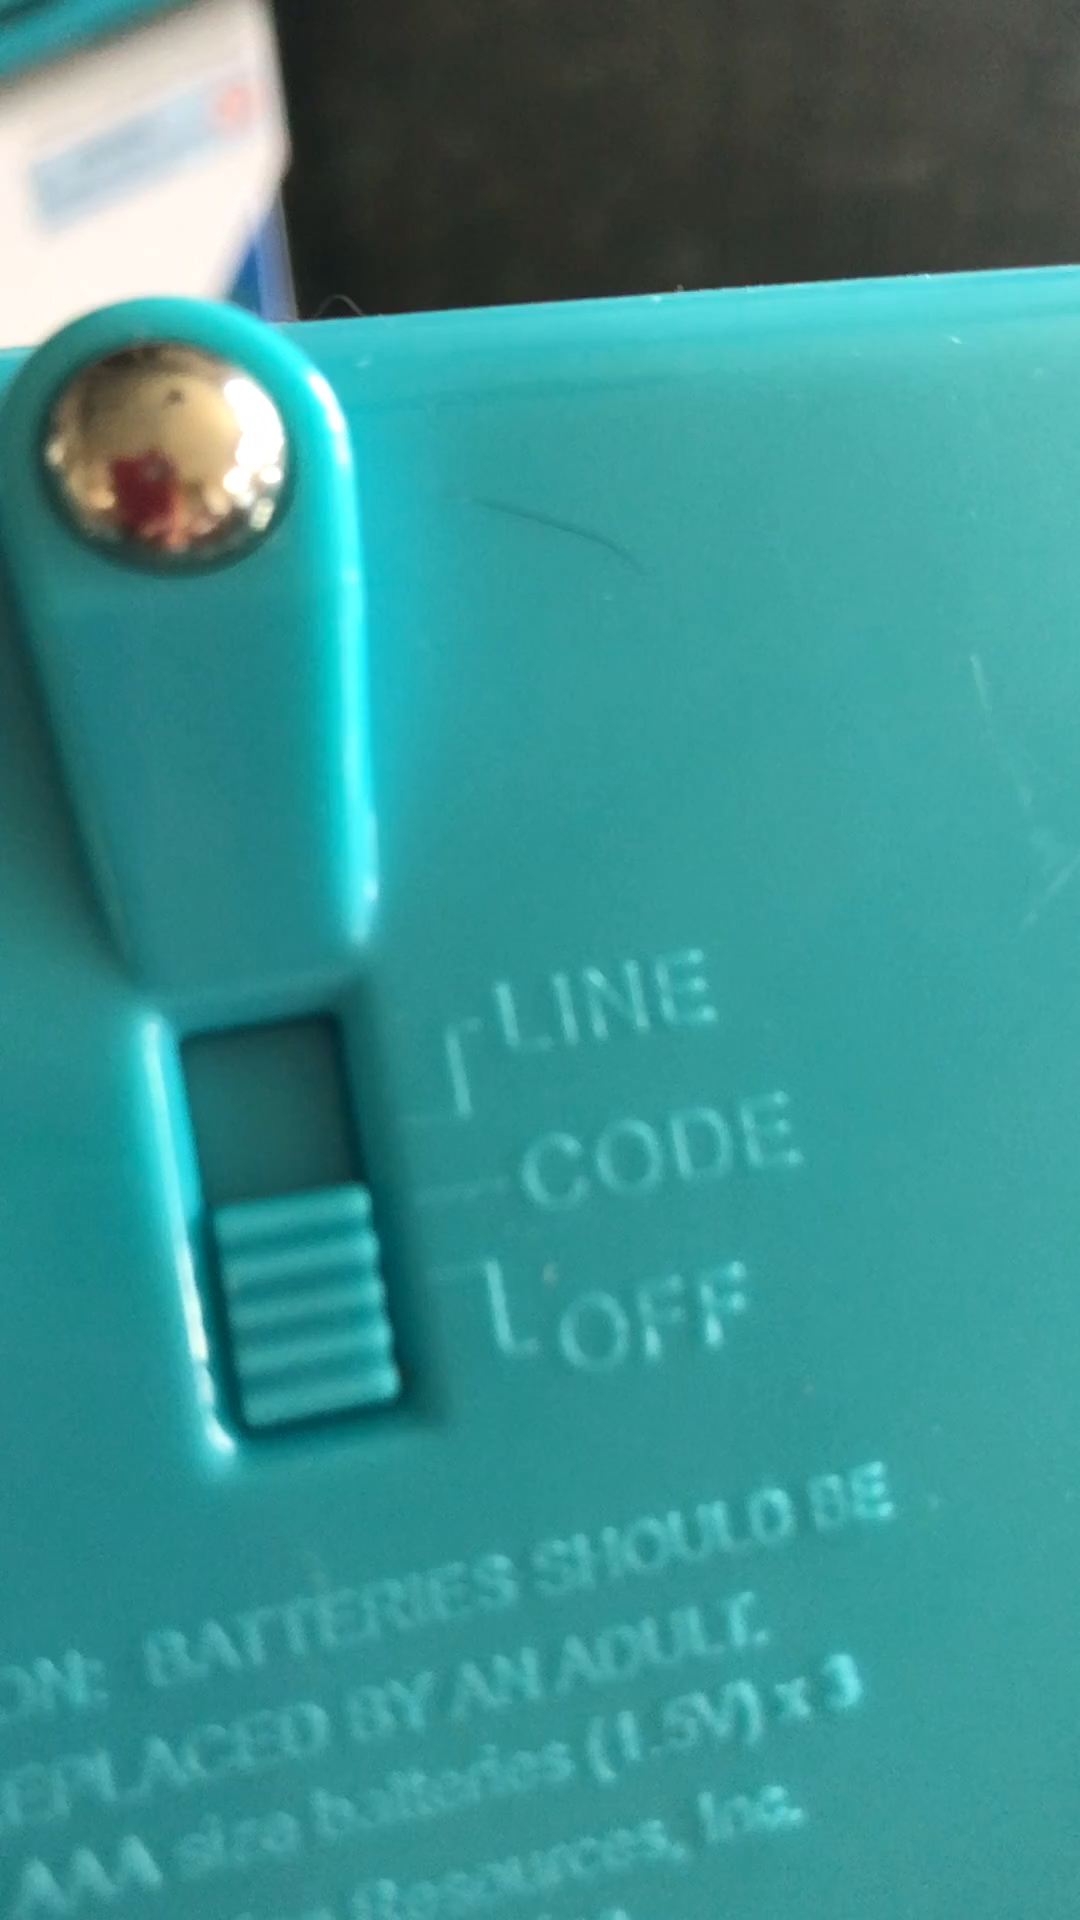 LINE
CODE
OFF
ON: BATTERIES SHOULD BE
EPLACED BY AN ADULT.
AAA size batteries (1.5V) x 3
Resources, Inc.